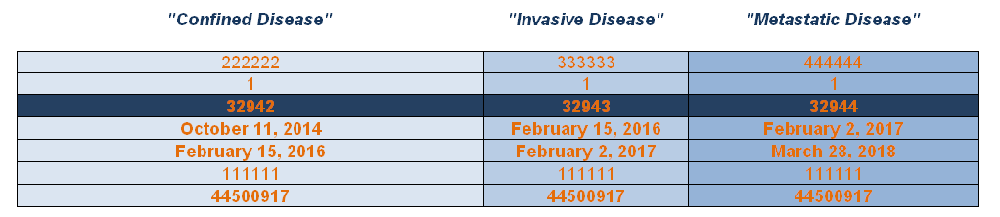 "Confined Disease" "Invasive Disease" "Metastatic Disease"
222222 333333 444444
1 1 1
32942 32943 32944
October 11, 2014 February 15, 2016 February 2, 2017
February 15, 2016 February 2, 2017 March 28, 2018
111111 111111 111111
44500917 44500917 44500917